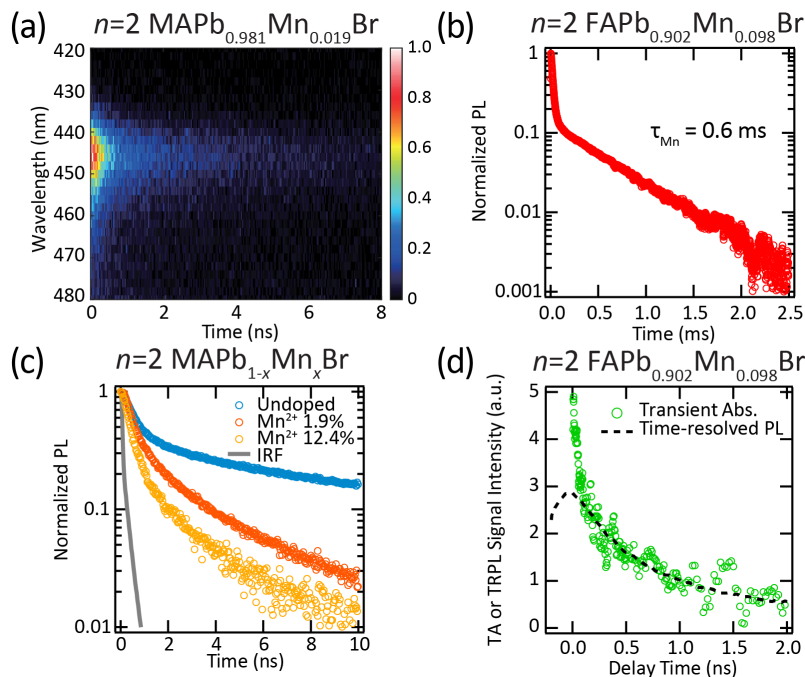 (a) n=2 MAPb0.981Mn0.019Br
420
430
440
450
460
470
480
Wavelength (nm)
0 2 4 6 8
Time (ns)
1.0
0.8
0.6
0.4
0.2
0
(b) n=2 FAPb0.902Mn0.098Br
1
0.1
0.01
0.001
Normalized PL
τMn = 0.6 ms
0.0 0.5 1.0 1.5 2.0 2.5
Time (ms)
(c) n=2 MAPb1-xMnxBr
1
0.1
0.01
Normalized PL
Undoped
Mn2+ 1.9%
Mn2+ 12.4%
IRF
0 2 4 6 8 10
Time (ns)
(d) n=2 FAPb0.902Mn0.098Br
5
4
3
2
1
0
TA or TRPL Signal Intensity (a.u.)
Transient Abs.
Time-resolved PL
0.0 0.5 1.0 1.5 2.0
Delay Time (ns)